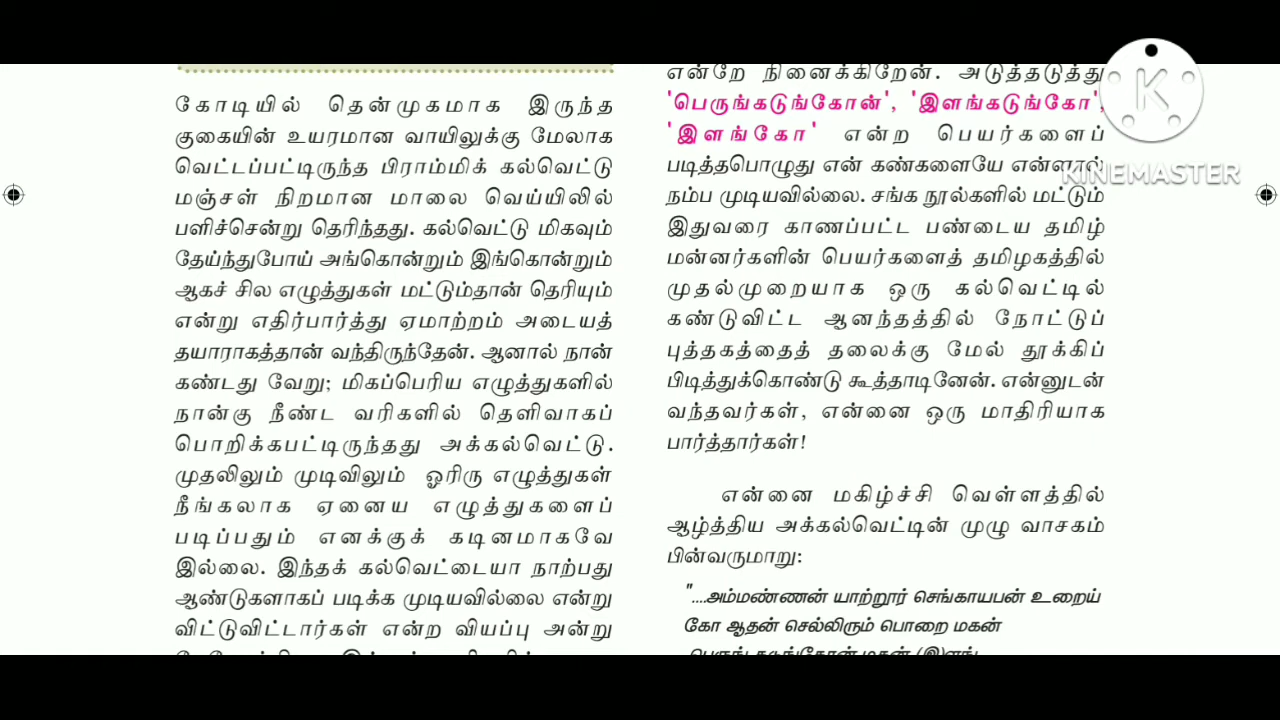 கோடியில் தென்முகமாக இருந்த
குகையின் உயரமான வாயிலுக்கு மேலாக
வெட்டப்பட்டிருந்த பிராம்மிக் கல்வெட்டு
மஞ்சள் நிறமான மாலை வெய்யிலில்
பளிச்சென்று தெரிந்தது. கல்வெட்டு மிகவும்
தேய்ந்துபோய் அங்கொன்றும் இங்கொன்றும்
ஆகச் சில எழுத்துகள் மட்டும்தான் தெரியும்
என்று எதிர்பார்த்து ஏமாற்றம் அடையத்
தயாராகத்தான் வந்திருந்தேன். ஆனால் நான்
கண்டது வேறு; மிகப்பெரிய எழுத்துகளில்
நான்கு நீண்ட வரிகளில் தெளிவாகப்
பொறிக்கபட்டிருந்தது அக்கல்வெட்டு.
முதலிலும் முடிவிலும் ஓரிரு எழுத்துகள்
நீங்கலாக ஏனைய எழுத்துகளைப்
படிப்பதும் எனக்குக் கடினமாகவே
இல்லை. இந்தக் கல்வெட்டையா நாற்பது
ஆண்டுகளாகப் படிக்க முடியவில்லை என்று
விட்டுவிட்டார்கள் என்ற வியப்பு அன்று
என்றே நினைக்கிறேன். அடுத்தடுத்து
'பெருங்கடுங்கோன்', 'இளங்கடுங்கோ',
'இளங்கோ' என்ற பெயர்களைப்
படித்தபொழுது என் கண்களையே என்னால்
நம்ப முடியவில்லை. சங்க நூல்களில் மட்டும்
இதுவரை காணப்பட்ட பண்டைய தமிழ்
மன்னர்களின் பெயர்களைத் தமிழகத்தில்
முதல்முறையாக ஒரு கல்வெட்டில்
கண்டுவிட்ட ஆனந்தத்தில் நோட்டுப்
புத்தகத்தைத் தலைக்கு மேல் தூக்கிப்
பிடித்துக்கொண்டு கூத்தாடினேன். என்னுடன்
வந்தவர்கள், என்னை ஒரு மாதிரியாக
பார்த்தார்கள்!
என்னை மகிழ்ச்சி வெள்ளத்தில்
ஆழ்த்திய அக்கல்வெட்டின் முழு வாசகம்
பின்வருமாறு:
"....அம்மண்ணன் யாற்றூர் செங்காயபன் உறைய்
கோ ஆதன் செல்லிரும் பொறை மகன்
K
KINEMASTER